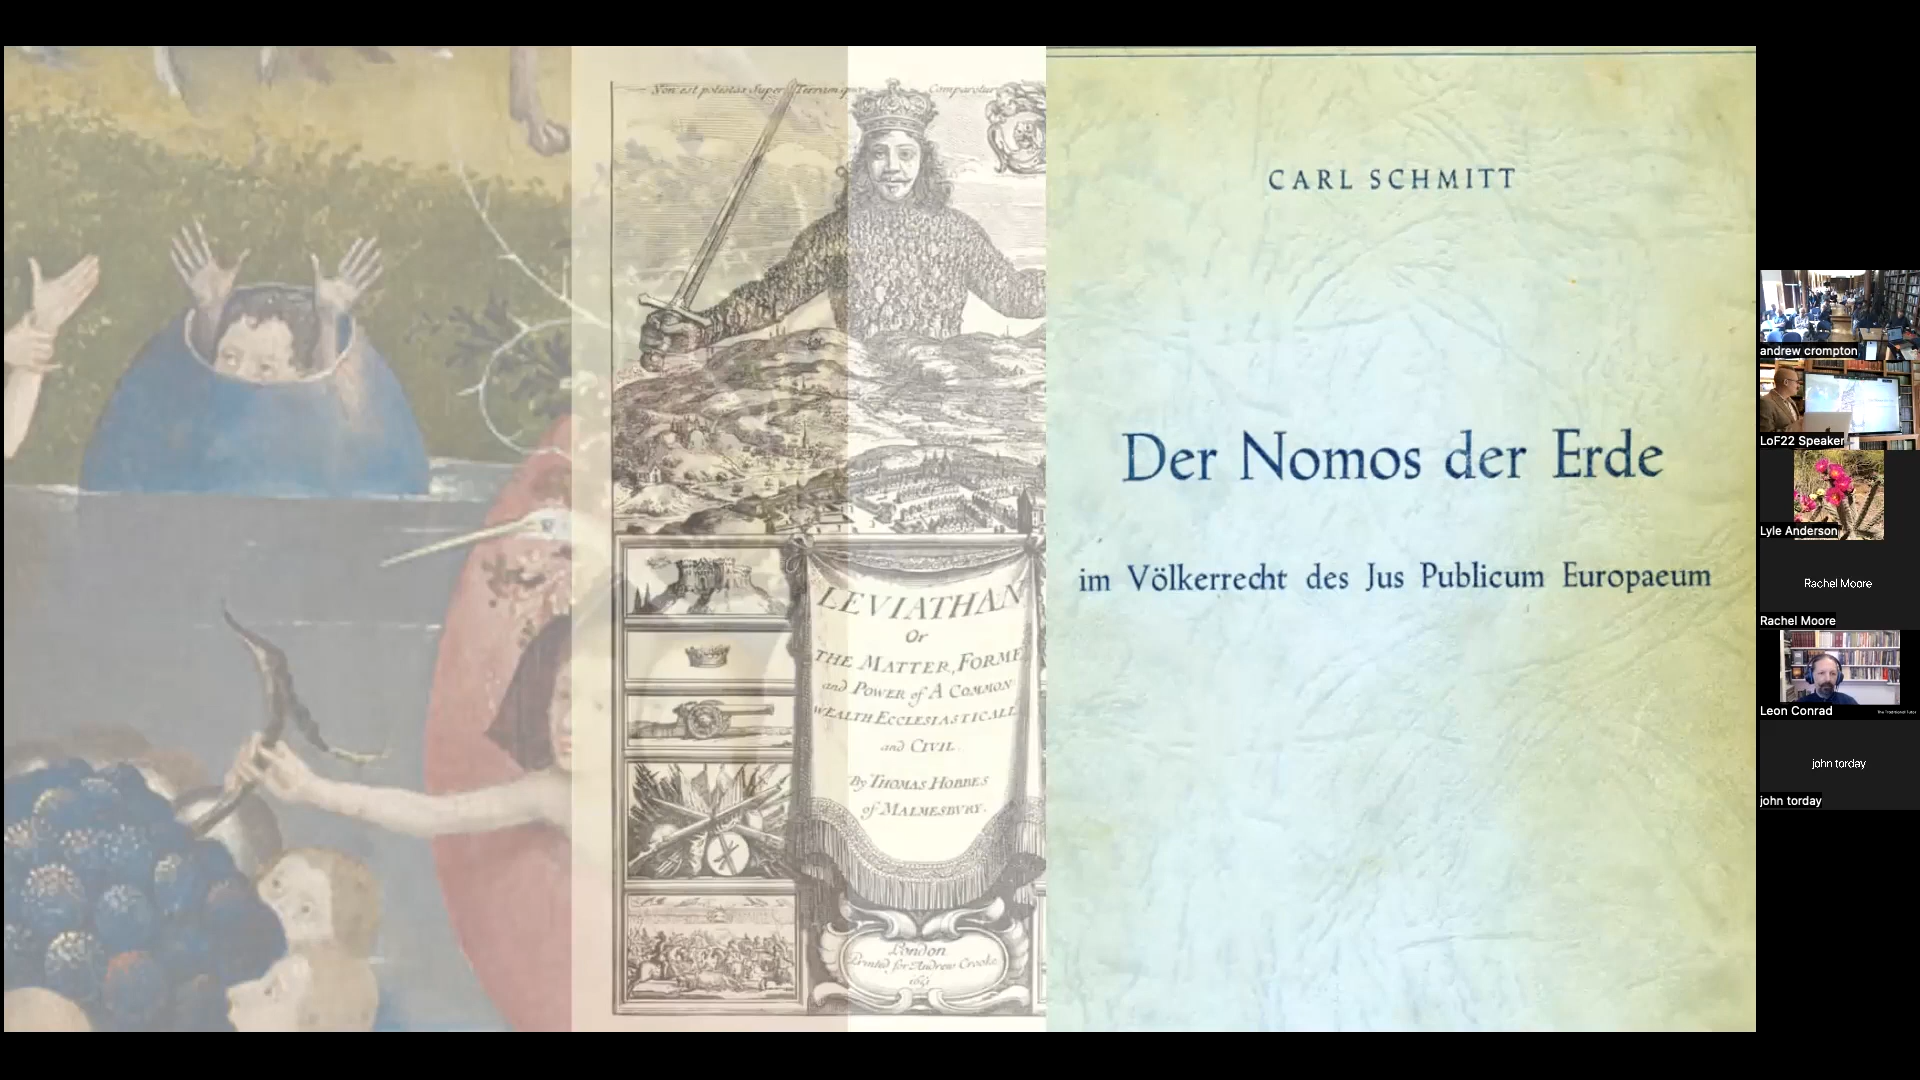 Non est potestas Super Terram quæ Comparetur
LEVIATHAN
Or
THE MATTER, FORME
and POWER of A COMMON
WEALTH ECCLESIASTICALL
and CIVIL.
By THOMAS HOBBES
of MALMESBVRY.
London
Printed for Andrew Crooke
1651
CARL SCHMITT
Der Nomos der Erde
im Völkerrecht des Jus Publicum Europaeum
andrew crompton
LoF22 Speaker
Lyle Anderson
Rachel Moore
Rachel Moore
Leon Conrad
john torday
john torday